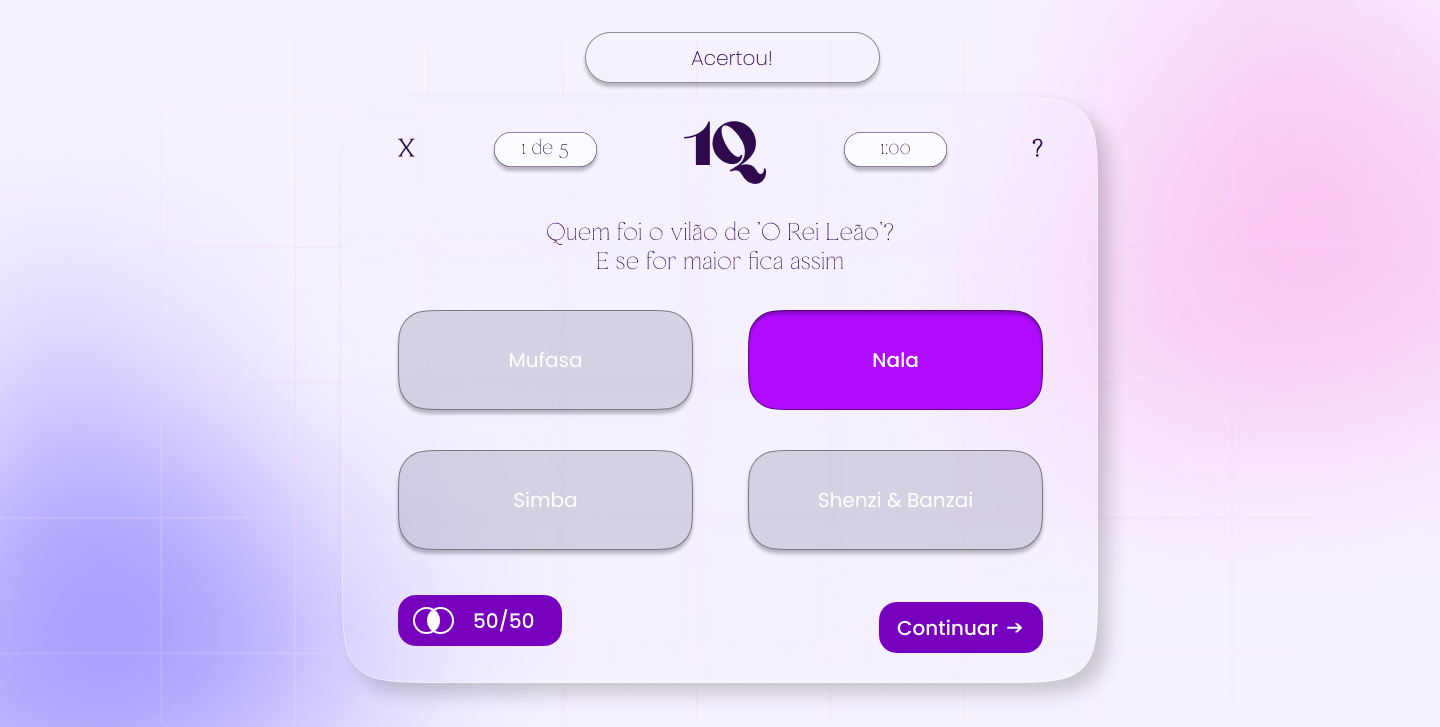 Acertou!
X
1 de 5
1Q
1:00
?
Quem foi o vilão de 'O Rei Leão'?
E se for maior fica assim
Mufasa
Nala
Simba
Shenzi & Banzai
50/50
Continuar →